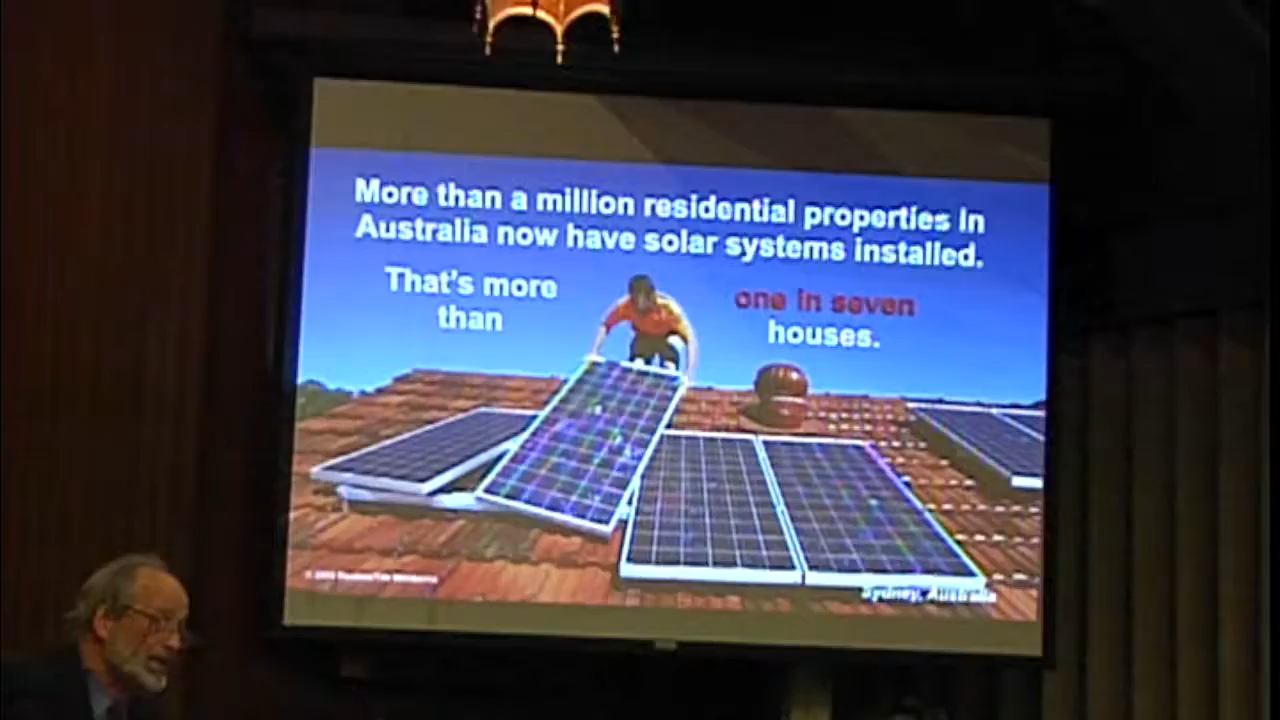 More than a million residential properties in
Australia now have solar systems installed.
That's more
than
one in seven
houses.
Sydney, Australia